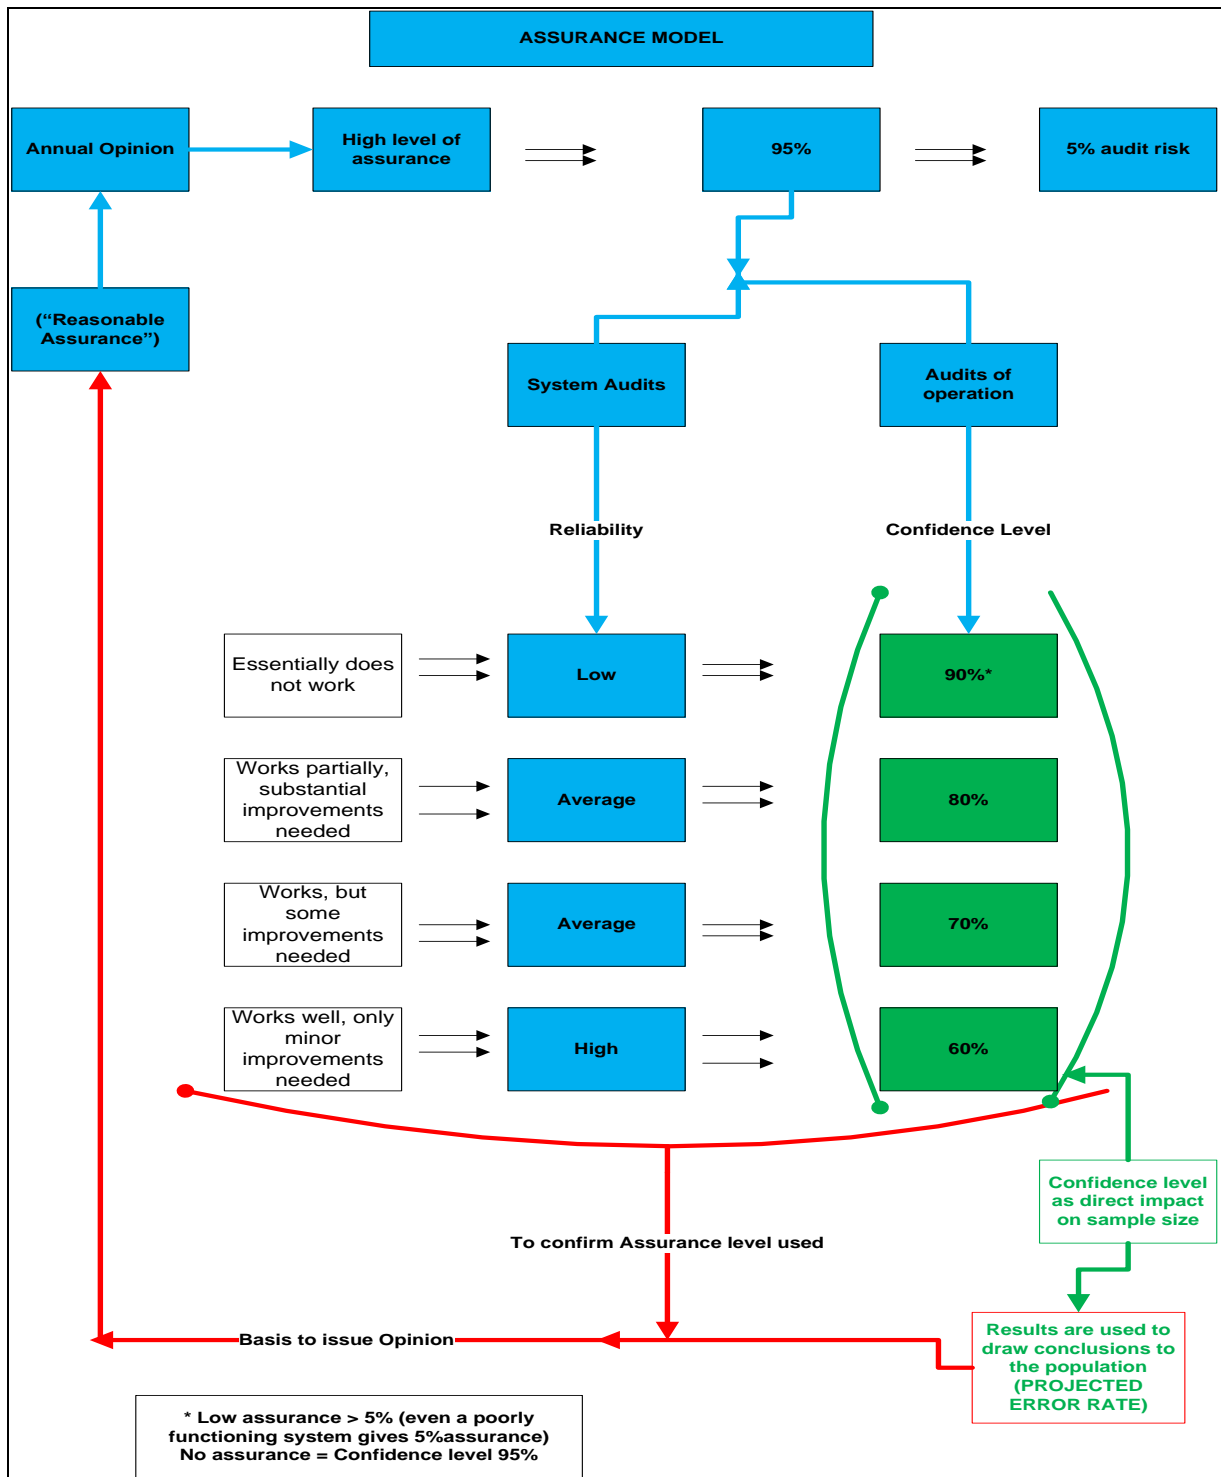 ASSURANCE MODEL
Annual Opinion
High level of
assurance
95%
5% audit risk
(“Reasonable
Assurance”)
System Audits
Audits of
operation
Reliability
Confidence Level
Essentially does
not work
Low
90%*
Works partially,
substantial
improvements
needed
Average
80%
Works, but
some
improvements
needed
Average
70%
Works well, only
minor
improvements
needed
High
60%
Confidence level
as direct impact
on sample size
To confirm Assurance level used
Basis to issue Opinion
Results are used to
draw conclusions to
the population
(PROJECTED
ERROR RATE)
* Low assurance > 5% (even a poorly
functioning system gives 5%assurance)
No assurance = Confidence level 95%